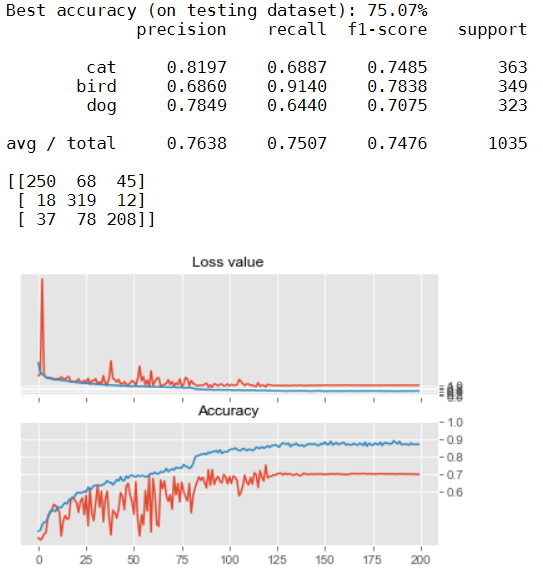 Best accuracy (on testing dataset): 75.07%
precision recall f1-score support
cat 0.8197 0.6887 0.7485 363
bird 0.6860 0.9140 0.7838 349
dog 0.7849 0.6440 0.7075 323
avg / total 0.7638 0.7507 0.7476 1035
[[250 68 45]
[ 18 319 12]
[ 37 78 208]]
Loss value
Accuracy
1.0
0.9
0.8
0.7
0.6
0 25 50 75 100 125 150 175 200